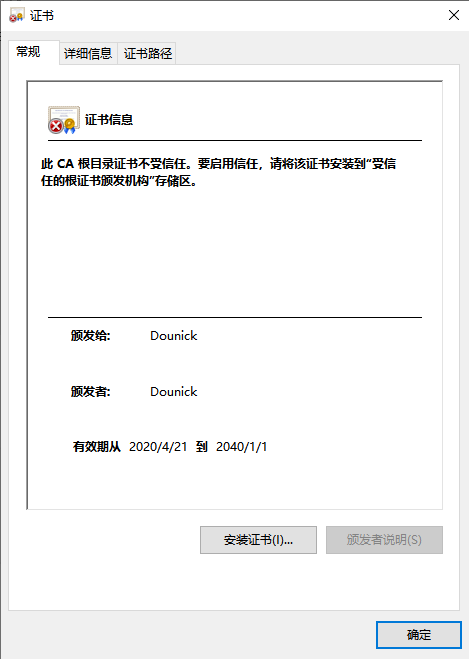 证书
常规 详细信息 证书路径
证书信息
此 CA 根目录证书不受信任。要启用信任，请将该证书安装到“受信
任的根证书颁发机构”存储区。
颁发给: Dounick
颁发者: Dounick
有效期从 2020/4/21 到 2040/1/1
安装证书(I)... 颁发者说明(S)
确定